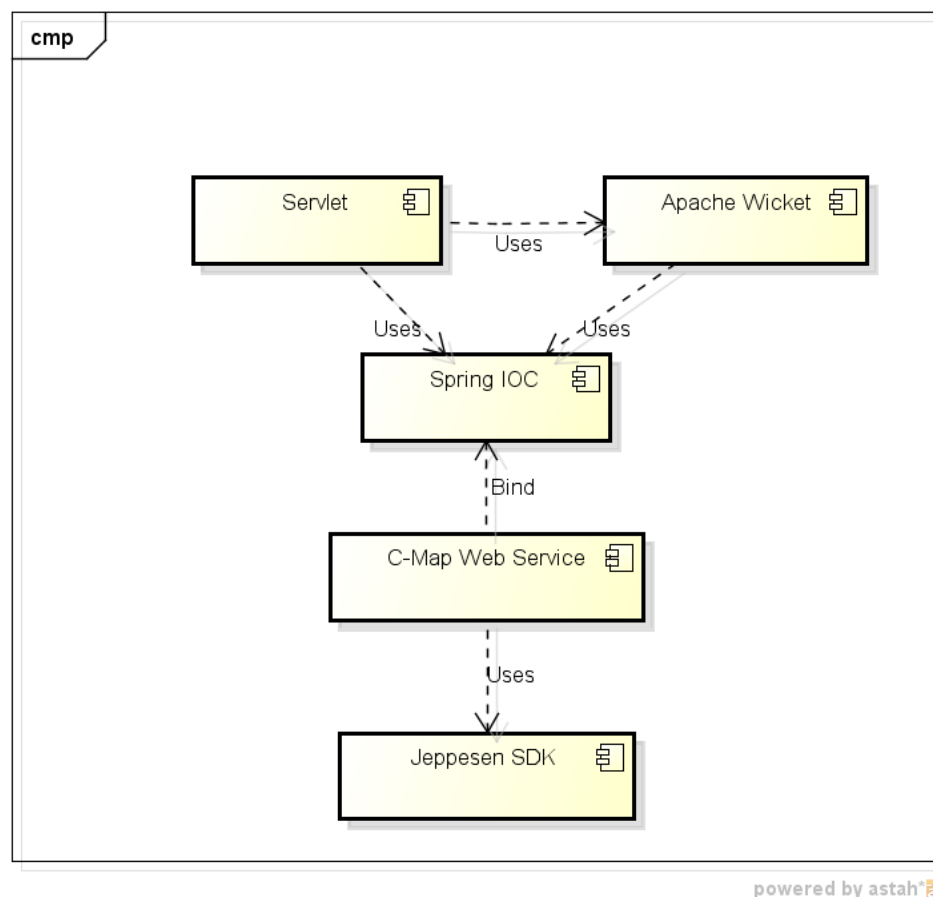 cmp
Servlet
Apache Wicket
Uses
Uses
Uses
Spring IOC
Bind
C-Map Web Service
Uses
Jeppesen SDK
powered by astah*